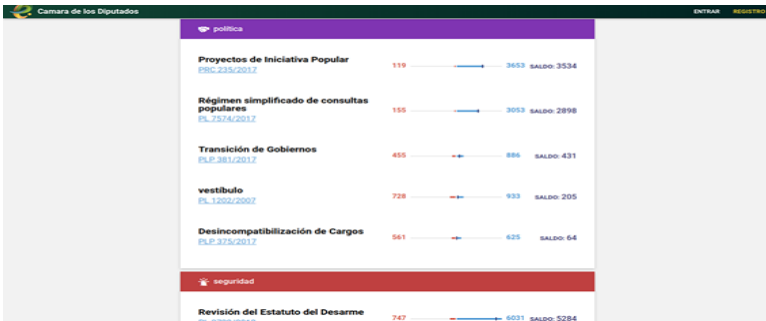 Camara de los Diputados
ENTRAR REGISTRO
política
Proyectos de Iniciativa Popular
PRC 235/2017
119 3653 SALDO: 3534
Régimen simplificado de consultas
populares
PL 7574/2017
155 3053 SALDO: 2898
Transición de Gobiernos
PLP 381/2017
455 886 SALDO: 431
vestíbulo
PL 1202/2007
728 933 SALDO: 205
Desincompatibilización de Cargos
PLP 375/2017
561 625 SALDO: 64
seguridad
Revisión del Estatuto del Desarme
747 6031 SALDO: 5284